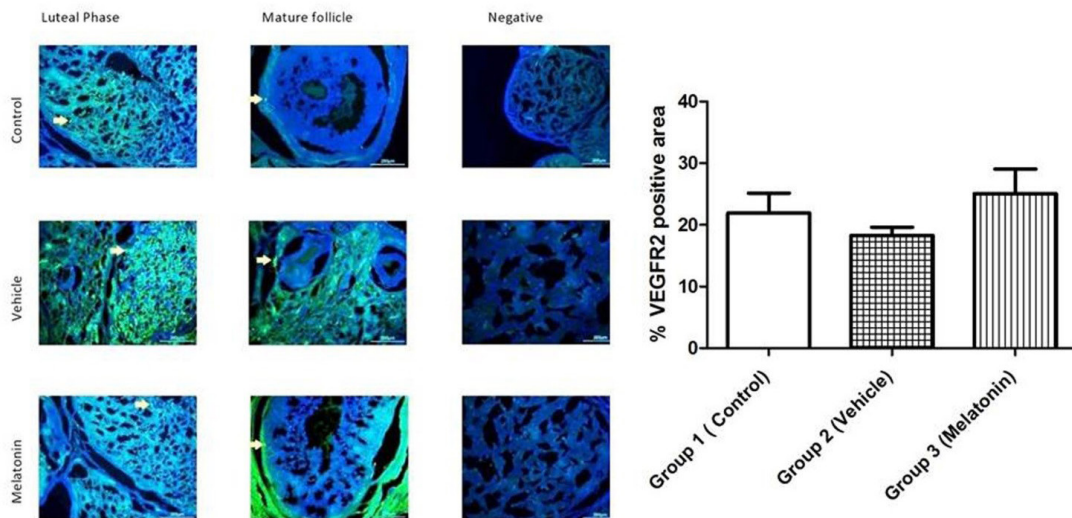 Luteal Phase
Mature follicle
Negative
Control
Vehicle
Melatonin
% VEGFR2 positive area
40
30
20
10
0
Group 1 ( Control)
Group 2 (Vehicle)
Group 3 (Melatonin)